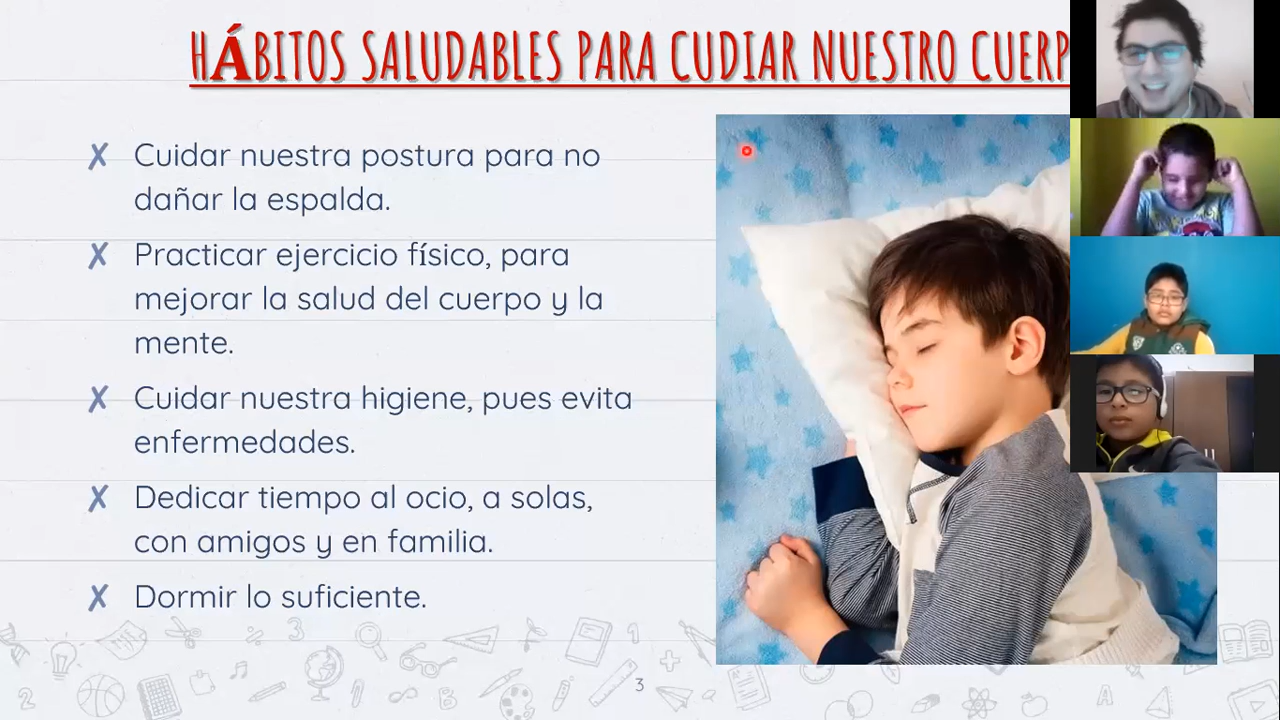 HÁBITOS SALUDABLES PARA CUDIAR NUESTRO CUERP
✗ Cuidar nuestra postura para no
dañar la espalda.
✗ Practicar ejercicio físico, para
mejorar la salud del cuerpo y la
mente.
✗ Cuidar nuestra higiene, pues evita
enfermedades.
✗ Dedicar tiempo al ocio, a solas,
con amigos y en familia.
✗ Dormir lo suficiente.
3